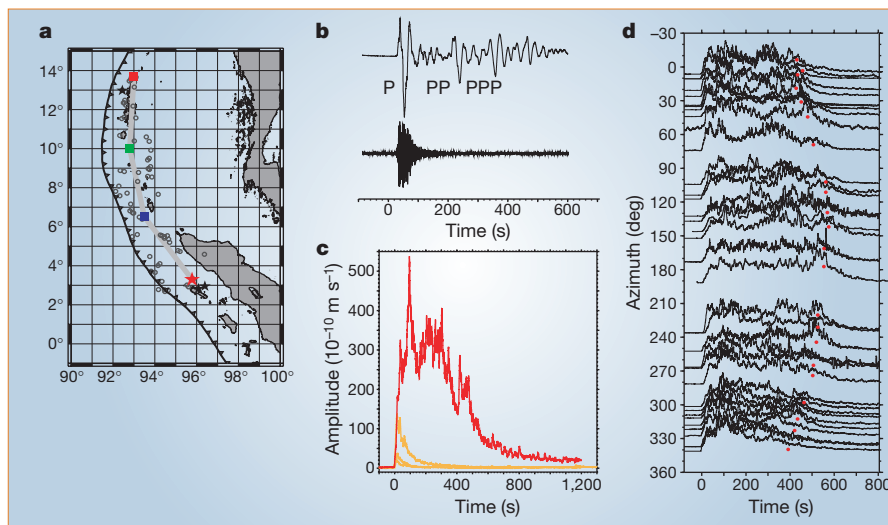 a
14°
12°
10°
8°
6°
4°
2°
0°
90° 92° 94° 96° 98° 100°
b
P PP PPP
0 200 400 600
Time (s)
c
Amplitude (10⁻¹⁰ m s⁻¹)
500
400
300
200
100
0
0 400 800 1,200
Time (s)
d
Azimuth (deg)
–30
0
30
60
90
120
150
180
210
240
270
300
330
360
0 200 400 600 800
Time (s)